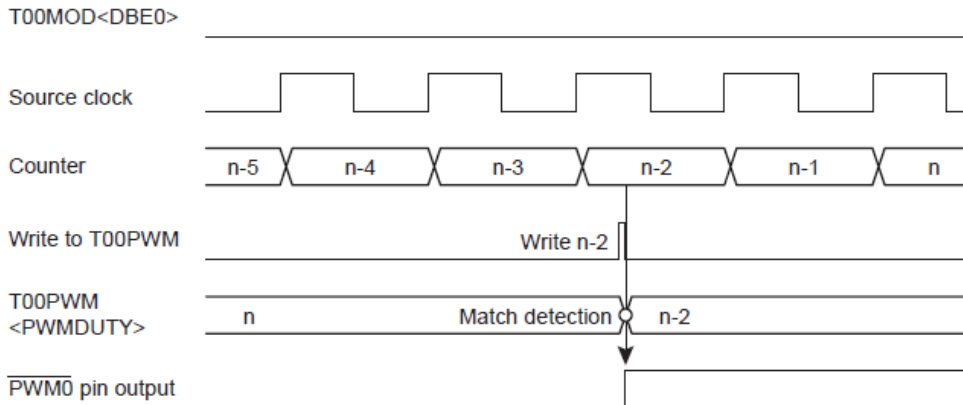 T00MOD<DBE0>
Source clock
Counter n-5 n-4 n-3 n-2 n-1 n
Write to T00PWM Write n-2
T00PWM
<PWMDUTY> n Match detection n-2
PWM0 pin output